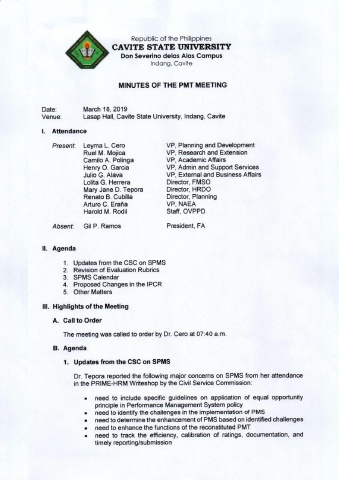 Republic of the Philippines
CAVITE STATE UNIVERSITY
Don Severino delas Alas Campus
Indang, Cavite
MINUTES OF THE PMT MEETING
Date: March 18, 2019
Venue: Lasap Hall, Cavite State University, Indang, Cavite
I. Attendance
Present: Leyma L. Cero VP, Planning and Development
Ruel M. Mojica VP, Research and Extension
Camilo A. Polinga VP, Academic Affairs
Henry O. Garcia VP, Admin and Support Services
Julio G. Alava VP, External and Business Affairs
Lolita G. Herrera Director, FMSO
Mary Jane D. Tepora Director, HRDO
Renato B. Cubilla Director, Planning
Arturo C. Eraña VP, NAEA
Harold M. Rodil Staff, OVPPD
Absent: Gil P. Ramos President, FA
II. Agenda
1. Updates from the CSC on SPMS
2. Revision of Evaluation Rubrics
3. SPMS Calendar
4. Proposed Changes in the IPCR
5. Other Matters
III. Highlights of the Meeting
A. Call to Order
The meeting was called to order by Dr. Cero at 07:40 a.m.
B. Agenda
1. Updates from the CSC on SPMS
Dr. Tepora reported the following major concerns on SPMS from her attendance
in the PRIME-HRM Writeshop by the Civil Service Commission:
• need to include specific guidelines on application of equal opportunity
principle in Performance Management System policy
• need to identify the challenges in the implementation of PMS
• need to determine the enhancement of PMS based on identified challenges
• need to enhance the functions of the reconstituted PMT
• need to track the efficiency, calibration of ratings, documentation, and
timely reporting/submission